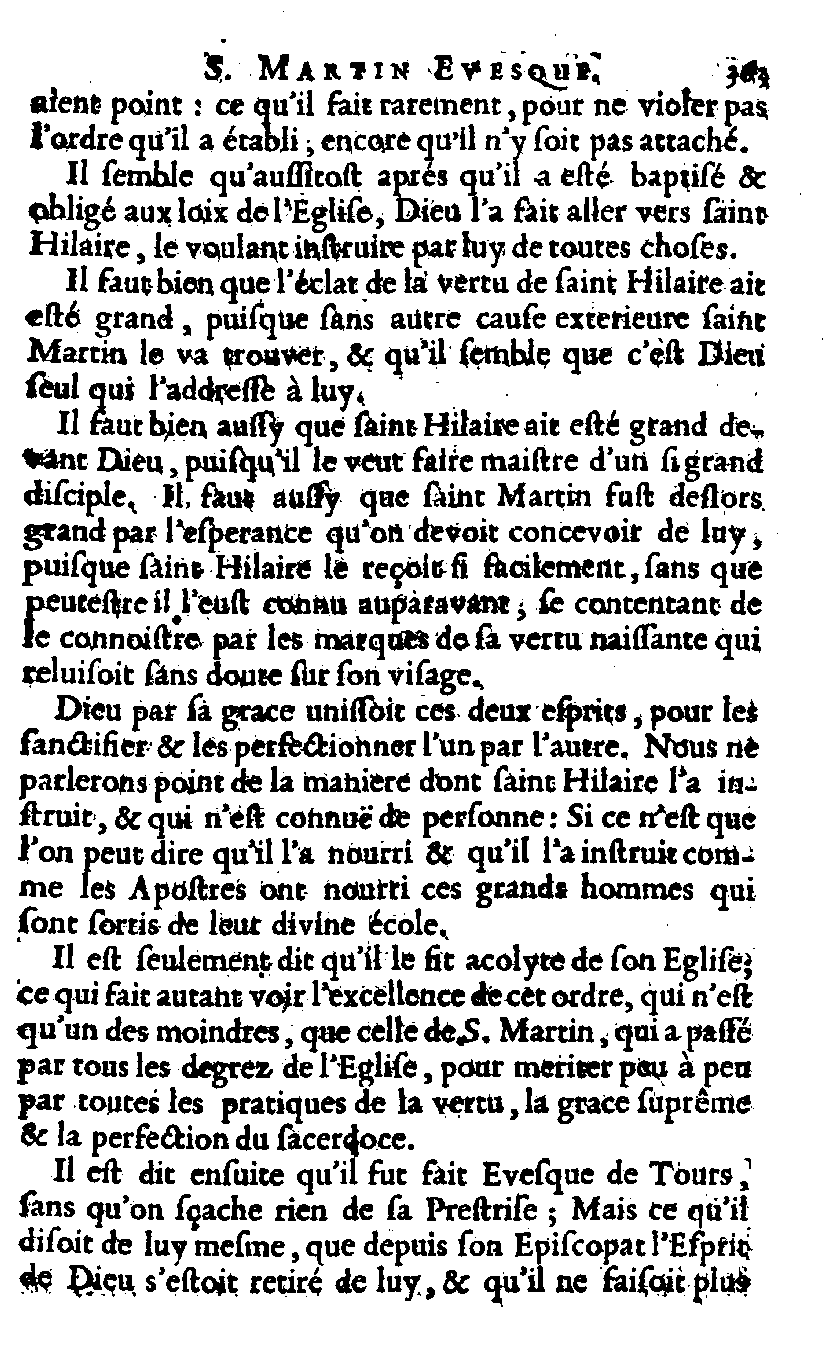 S. MARTIN EVESQUE.
aient point : ce qu'il fait rarement, pour ne violer pas
l'ordre qu'il a établi ; encore qu'il n'y ſoit pas attaché.
Il ſemble qu'auſſitoſt aprés qu'il a eſté baptiſé &
obligé aux loix de l'Egliſe, Dieu l'a fait aller vers ſaint
Hilaire, le voulant inſtruire par luy de toutes choſes.
Il faut bien que l'éclat de la vertu de ſaint Hilaire ait
eſté grand, puiſque ſans autre cauſe exterieure ſaint
Martin le va trouver, & qu'il ſemble que c'eſt Dieu
ſeul qui l'addreſſe à luy.
Il faut bien auſſy que ſaint Hilaire ait eſté grand de-
vant Dieu, puiſqu'il le veut faire maiſtre d'un ſi grand
diſciple. Il faut auſſy que ſaint Martin fuſt deſlors
grand par l'eſperance qu'on devoit concevoir de luy,
puiſque ſaint Hilaire le reçoit ſi facilement, ſans que
peuteſtre il l'euſt connu auparavant ; ſe contentant de
le connoiſtre par les marques de ſa vertu naiſſante qui
reluiſoit ſans doute ſur ſon viſage.
Dieu par ſa grace uniſſoit ces deux eſprits, pour les
ſanctifier & les perfectionner l'un par l'autre. Nous ne
parlerons point de la maniere dont ſaint Hilaire l'a in-
ſtruit, & qui n'eſt connuë de perſonne : Si ce n'eſt que
l'on peut dire qu'il l'a nourri & qu'il l'a inſtruit com-
me les Apoſtres ont nourri ces grands hommes qui
ſont ſortis de leur divine école.
Il eſt ſeulement dit qu'il le fit acolyte de ſon Egliſe;
ce qui fait autant voir l'excellence de cet ordre, qui n'eſt
qu'un des moindres, que celle de S. Martin, qui a paſſé
par tous les degrez de l'Egliſe, pour meriter peu à peu
par toutes les pratiques de la vertu, la grace ſuprême
& la perfection du ſacerdoce.
Il eſt dit enſuite qu'il fut fait Eveſque de Tours,
ſans qu'on ſçache rien de ſa Preſtriſe ; Mais ce qu'il
diſoit de luy meſme, que depuis ſon Epiſcopat l'Eſprit
de Dieu s'eſtoit retiré de luy, & qu'il ne faiſoit plus